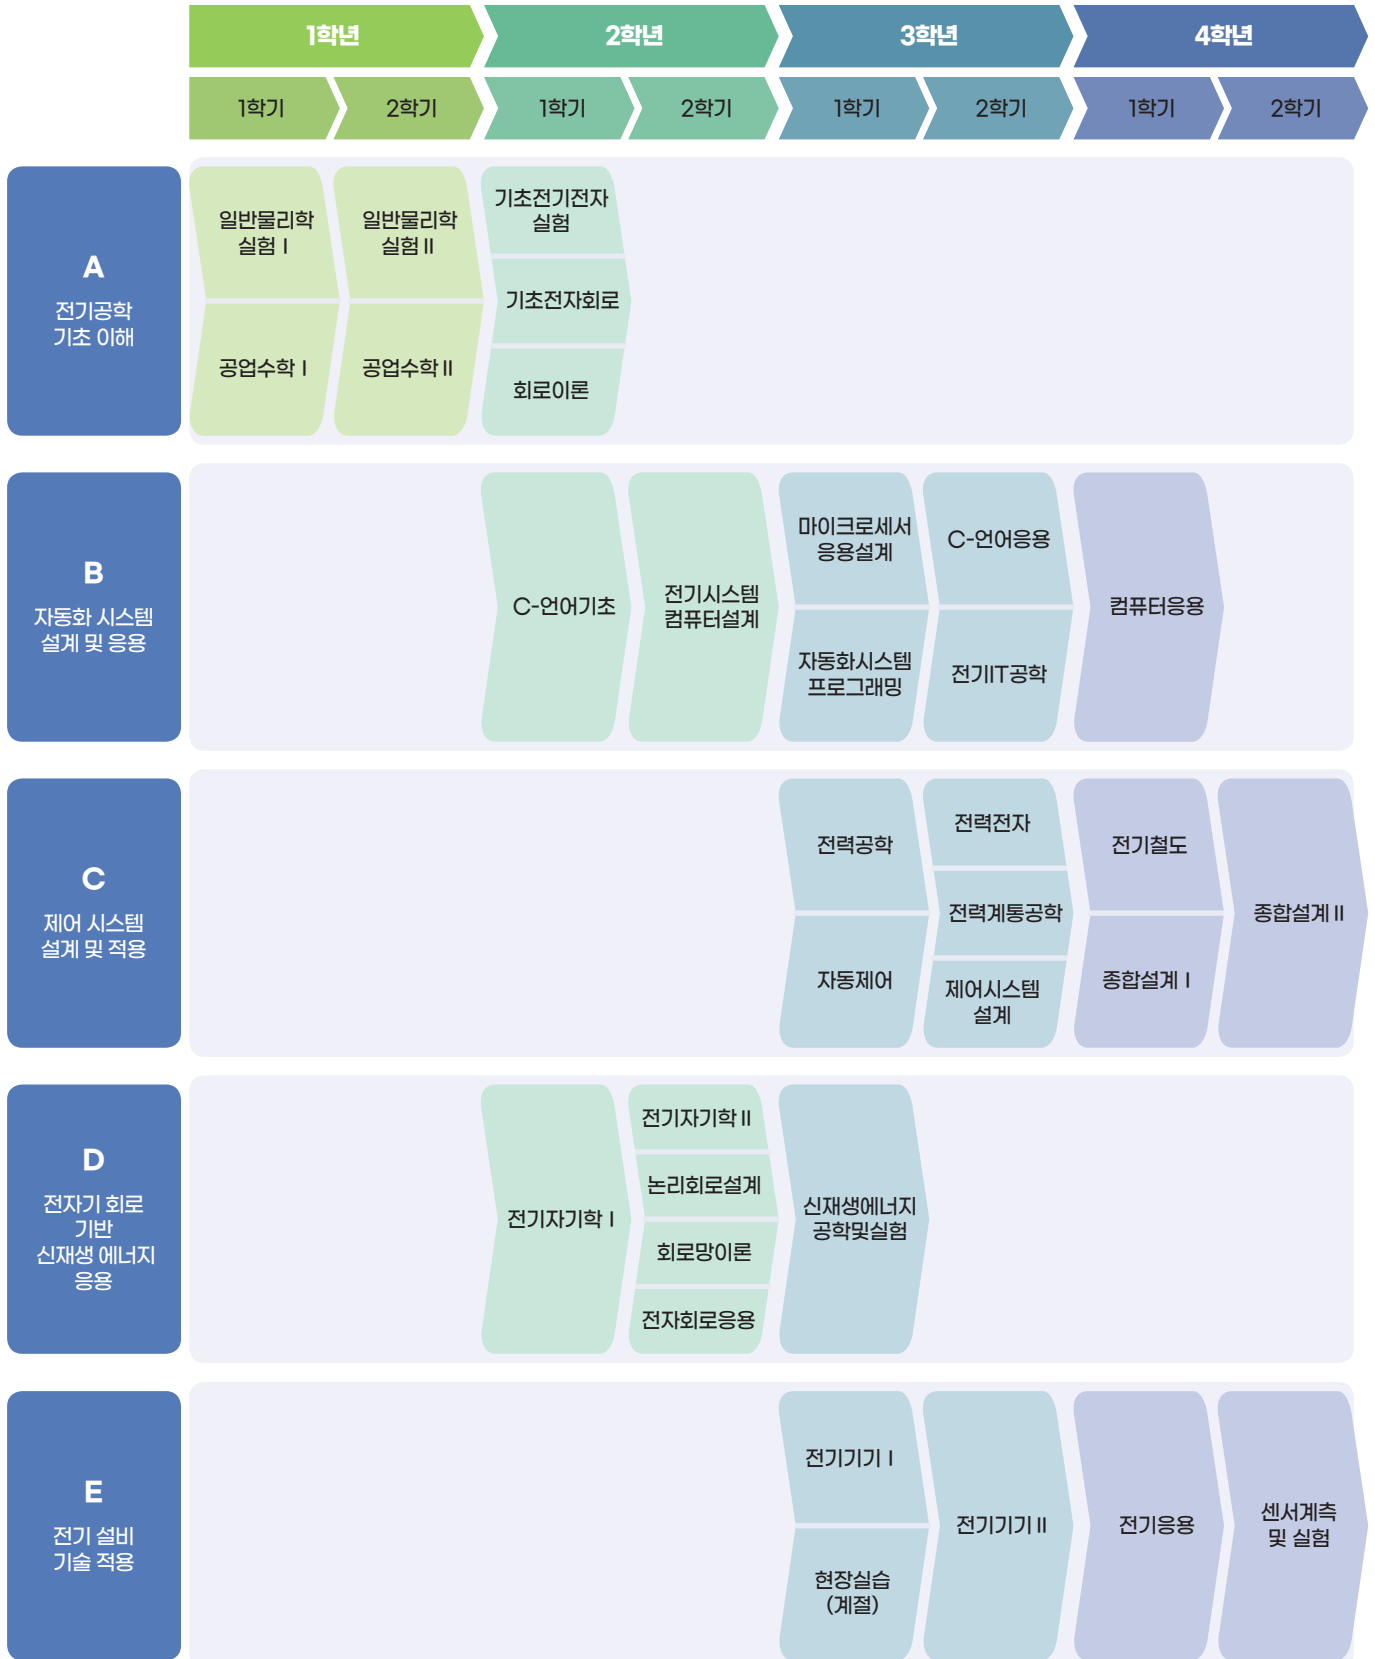 1학년
2학년
3학년
4학년
1학기
2학기
1학기
2학기
1학기
2학기
1학기
2학기
A
전기공학
기초 이해
일반물리학
실험 Ⅰ
공업수학 Ⅰ
일반물리학
실험 Ⅱ
공업수학 Ⅱ
기초전기전자
실험
기초전자회로
회로이론
B
자동화 시스템
설계 및 응용
C-언어기초
전기시스템
컴퓨터설계
마이크로세서
응용설계
자동화시스템
프로그래밍
C-언어응용
전기IT공학
컴퓨터응용
C
제어 시스템
설계 및 적용
전력공학
자동제어
전력전자
전력계통공학
제어시스템
설계
전기철도
종합설계 Ⅰ
종합설계 Ⅱ
D
전자기 회로
기반
신재생 에너지
응용
전기자기학 Ⅰ
전기자기학 Ⅱ
논리회로설계
회로망이론
전자회로응용
신재생에너지
공학및실험
E
전기 설비
기술 적용
전기기기 Ⅰ
현장실습
(계절)
전기기기 Ⅱ
전기응용
센서계측
및 실험